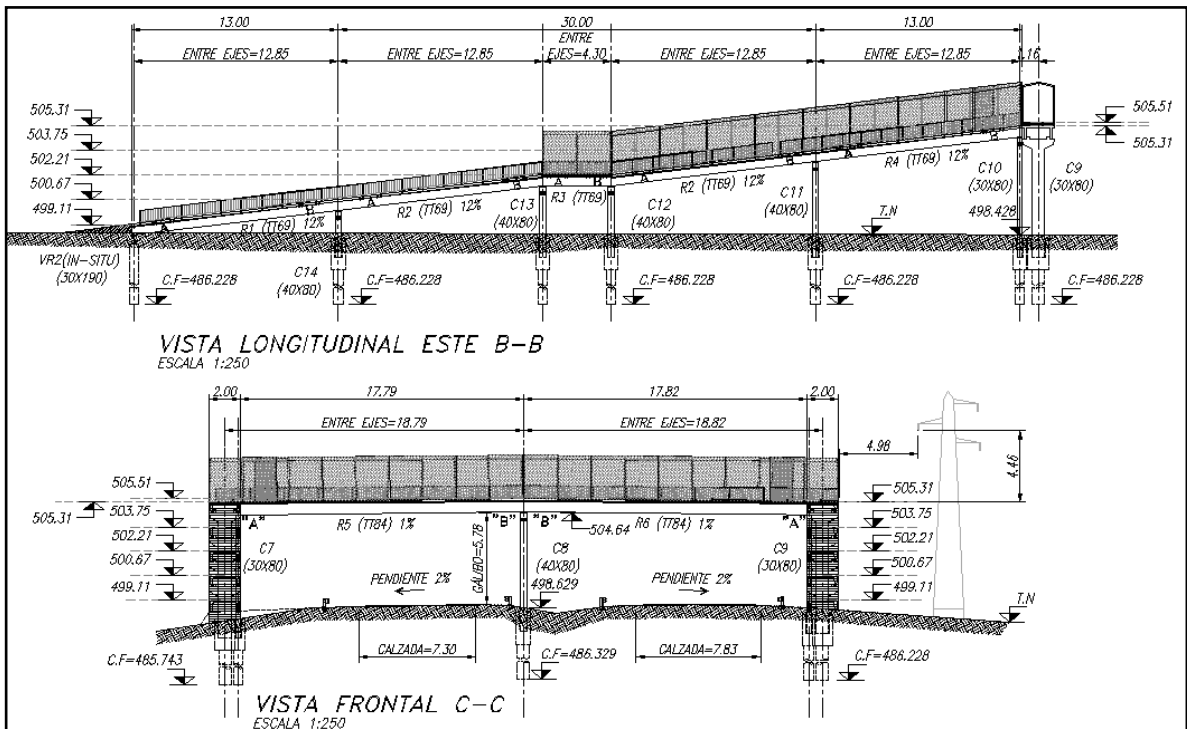 13.00 30.00 13.00
ENTRE EJES=12.85 ENTRE EJES=12.85 ENTRE EJES=4.30 ENTRE EJES=12.85 ENTRE EJES=12.85 1.16
505.31
503.75
502.21
500.67
499.11
505.51
505.31
A R1 (TT69) 12% B
A R2 (TT69) 12% B
A B
R3 (TT69)
A R2 (TT69) 12% B
A R4 (TT69) 12% B
C13
(40X80)
C12
(40X80)
C11
(40X80)
C10
(30X80)
C9
(30X80)
T.N
498.428
VR2(IN-SITU)
(30X190)
C14
(40X80)
C.F=486.228 C.F=486.228 C.F=486.228 C.F=486.228 C.F=486.228
VISTA LONGITUDINAL ESTE B-B
ESCALA 1:250
2.00 17.79 17.82 2.00
ENTRE EJES=18.79 ENTRE EJES=18.82
4.98
4.46
505.51
505.31
503.75
502.21
500.67
499.11
505.31
503.75
502.21
500.67
499.11
"A" R5 (TT84) 1% "B" "B" R6 (TT84) 1% "A"
504.64
GÁLIBO=5.78
C7
(30X80)
C8
(40X80)
C9
(30X80)
498.629
PENDIENTE 2% PENDIENTE 2%
T.N
CALZADA=7.30 CALZADA=7.83
C.F=485.743 C.F=486.329 C.F=486.228
VISTA FRONTAL C-C
ESCALA 1:250